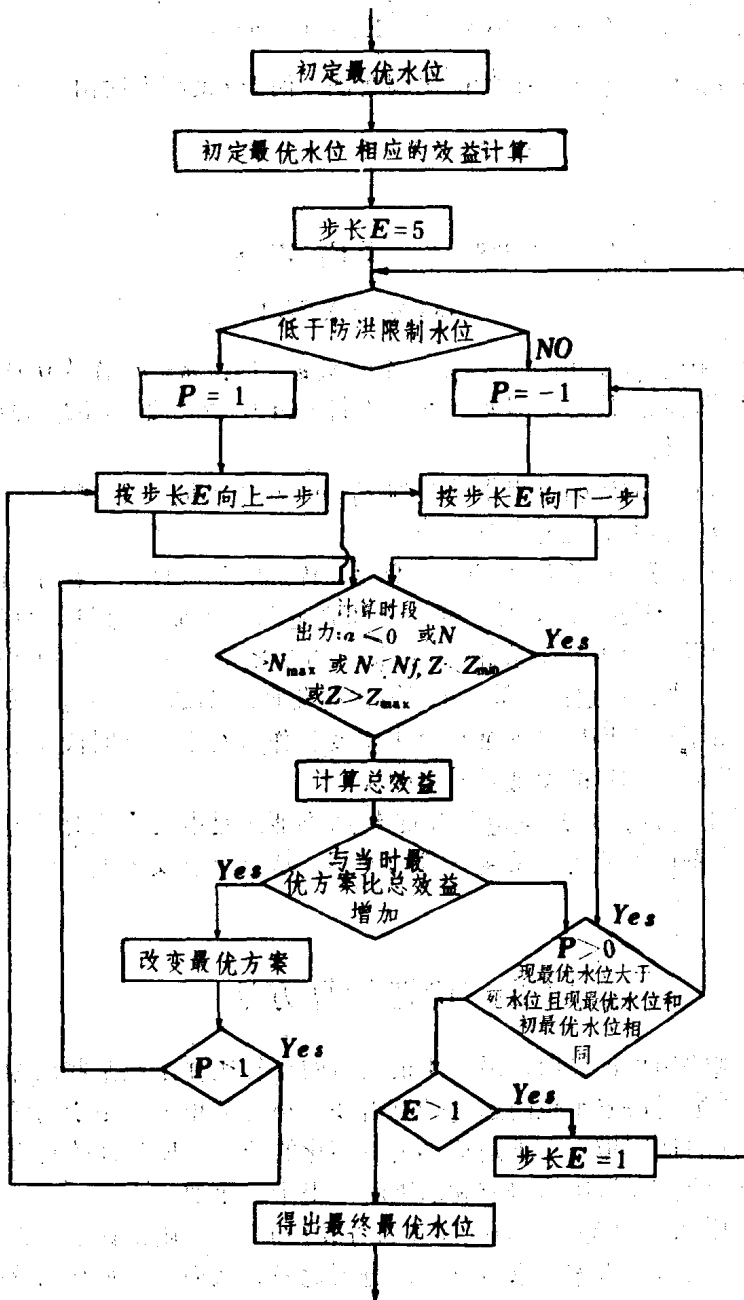 初定最优水位
初定最优水位相应的效益计算
步长E=5
低于防洪限制水位
NO
P = 1
P = -1
按步长E向上一步
按步长E向下一步
计算时段
出力:a<0 或N
Yes
N_max 或N N_f, Z Z_min
或Z>Z_max
计算总效益
与当时最
Yes
优方案比总效益
增加
Yes
P>0
改变最优方案
现最优水位大于
死水位且现最优水位和
初最优水位相
同
Yes
P>1
Yes
E>1
步长E=1
得出最终最优水位